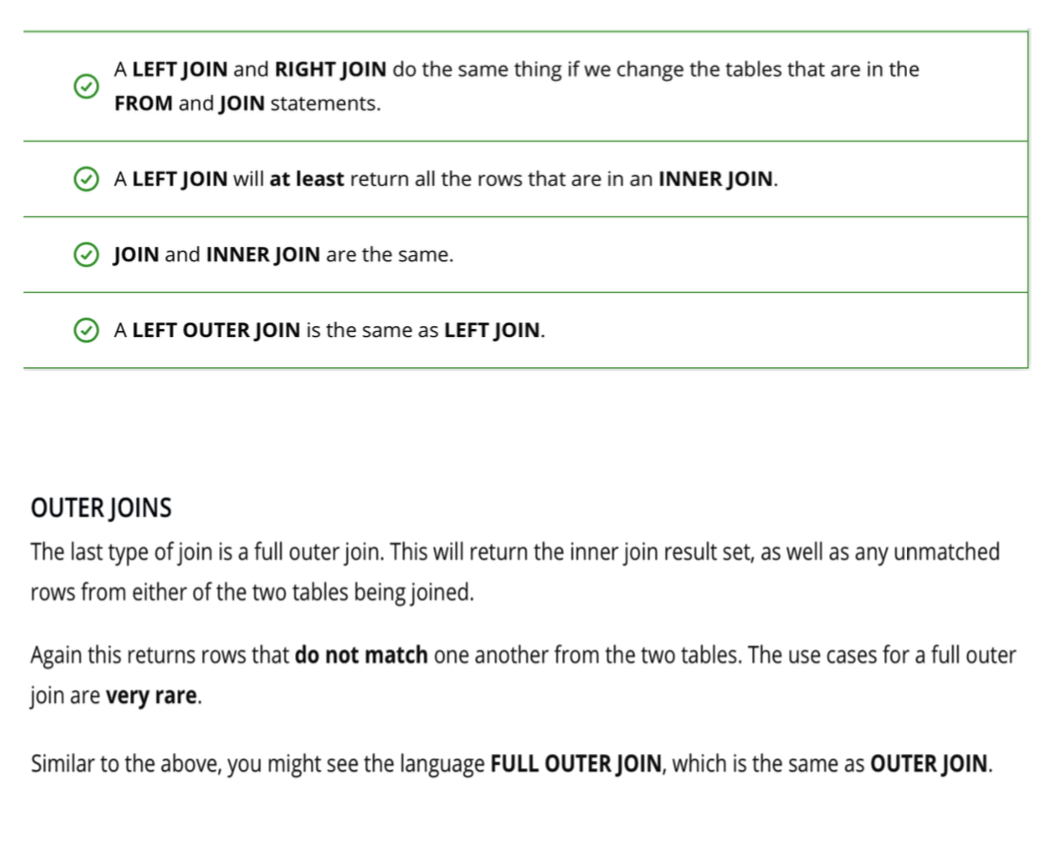 A LEFT JOIN and RIGHT JOIN do the same thing if we change the tables that are in the
FROM and JOIN statements.
A LEFT JOIN will at least return all the rows that are in an INNER JOIN.
JOIN and INNER JOIN are the same.
A LEFT OUTER JOIN is the same as LEFT JOIN.
OUTER JOINS
The last type of join is a full outer join. This will return the inner join result set, as well as any unmatched
rows from either of the two tables being joined.
Again this returns rows that do not match one another from the two tables. The use cases for a full outer
join are very rare.
Similar to the above, you might see the language FULL OUTER JOIN, which is the same as OUTER JOIN.